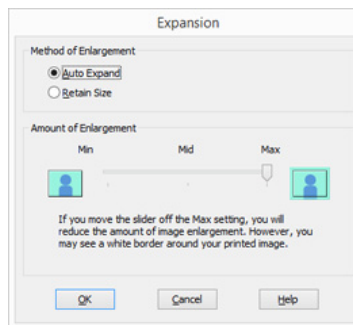 Expansion
Method of Enlargement
Auto Expand
Retain Size
Amount of Enlargement
Min Mid Max
If you move the slider off the Max setting, you will
reduce the amount of image enlargement. However, you
may see a white border around your printed image.
OK Cancel Help